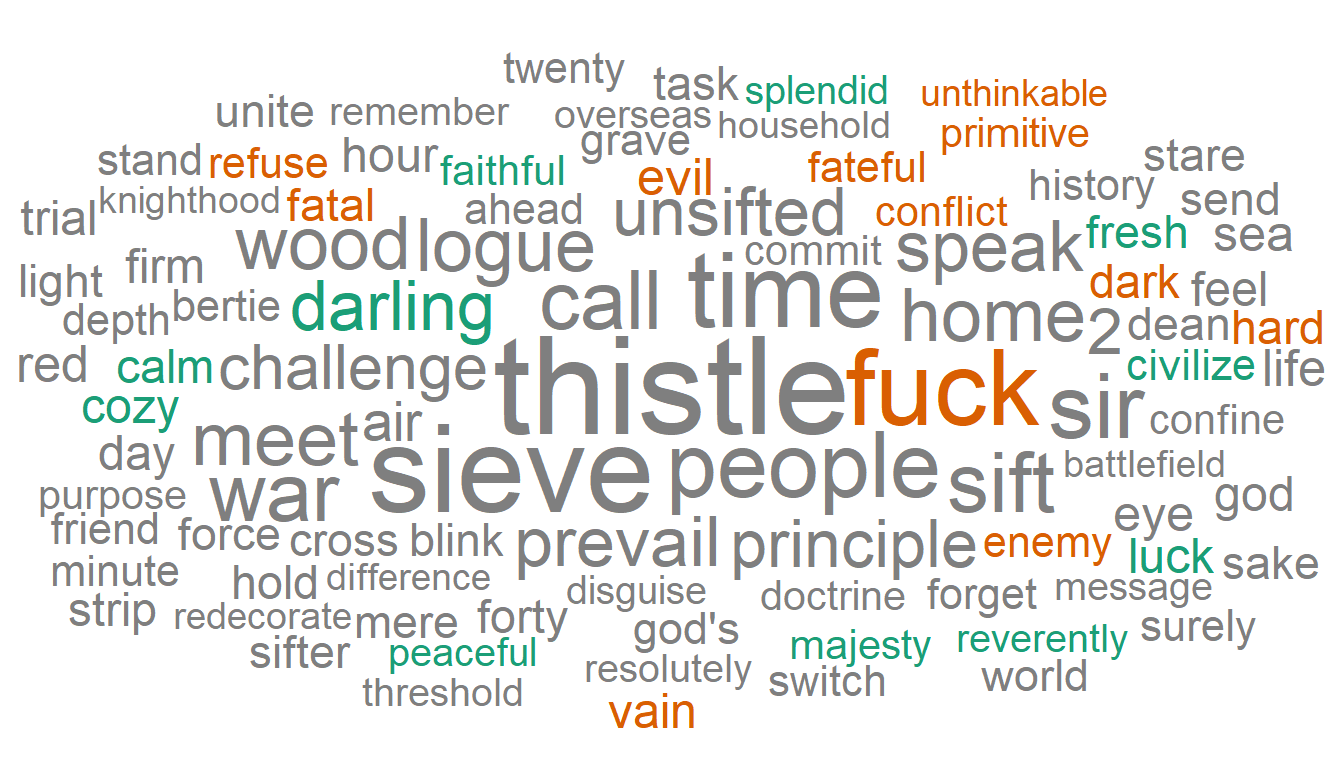 twenty
task splendid unthinkable
unite remember overseas household primitive
stand refuse hour faithful grave evil fateful stare
knighthood fatal ahead unsifted conflict history send
trial wood logue commit speak fresh sea
light firm darling call time home 2 dark feel
depth bertie dean hard
red calm challenge thistle fuck sir civilize life
cozy meet air confine
day sieve people sift battlefield
purpose war god
friend force cross blink prevail principle enemy eye
minute hold difference disguise doctrine forget message luck sake
strip redecorate mere forty god's majesty reverently surely
sifter peaceful resolutely switch world
threshold vain